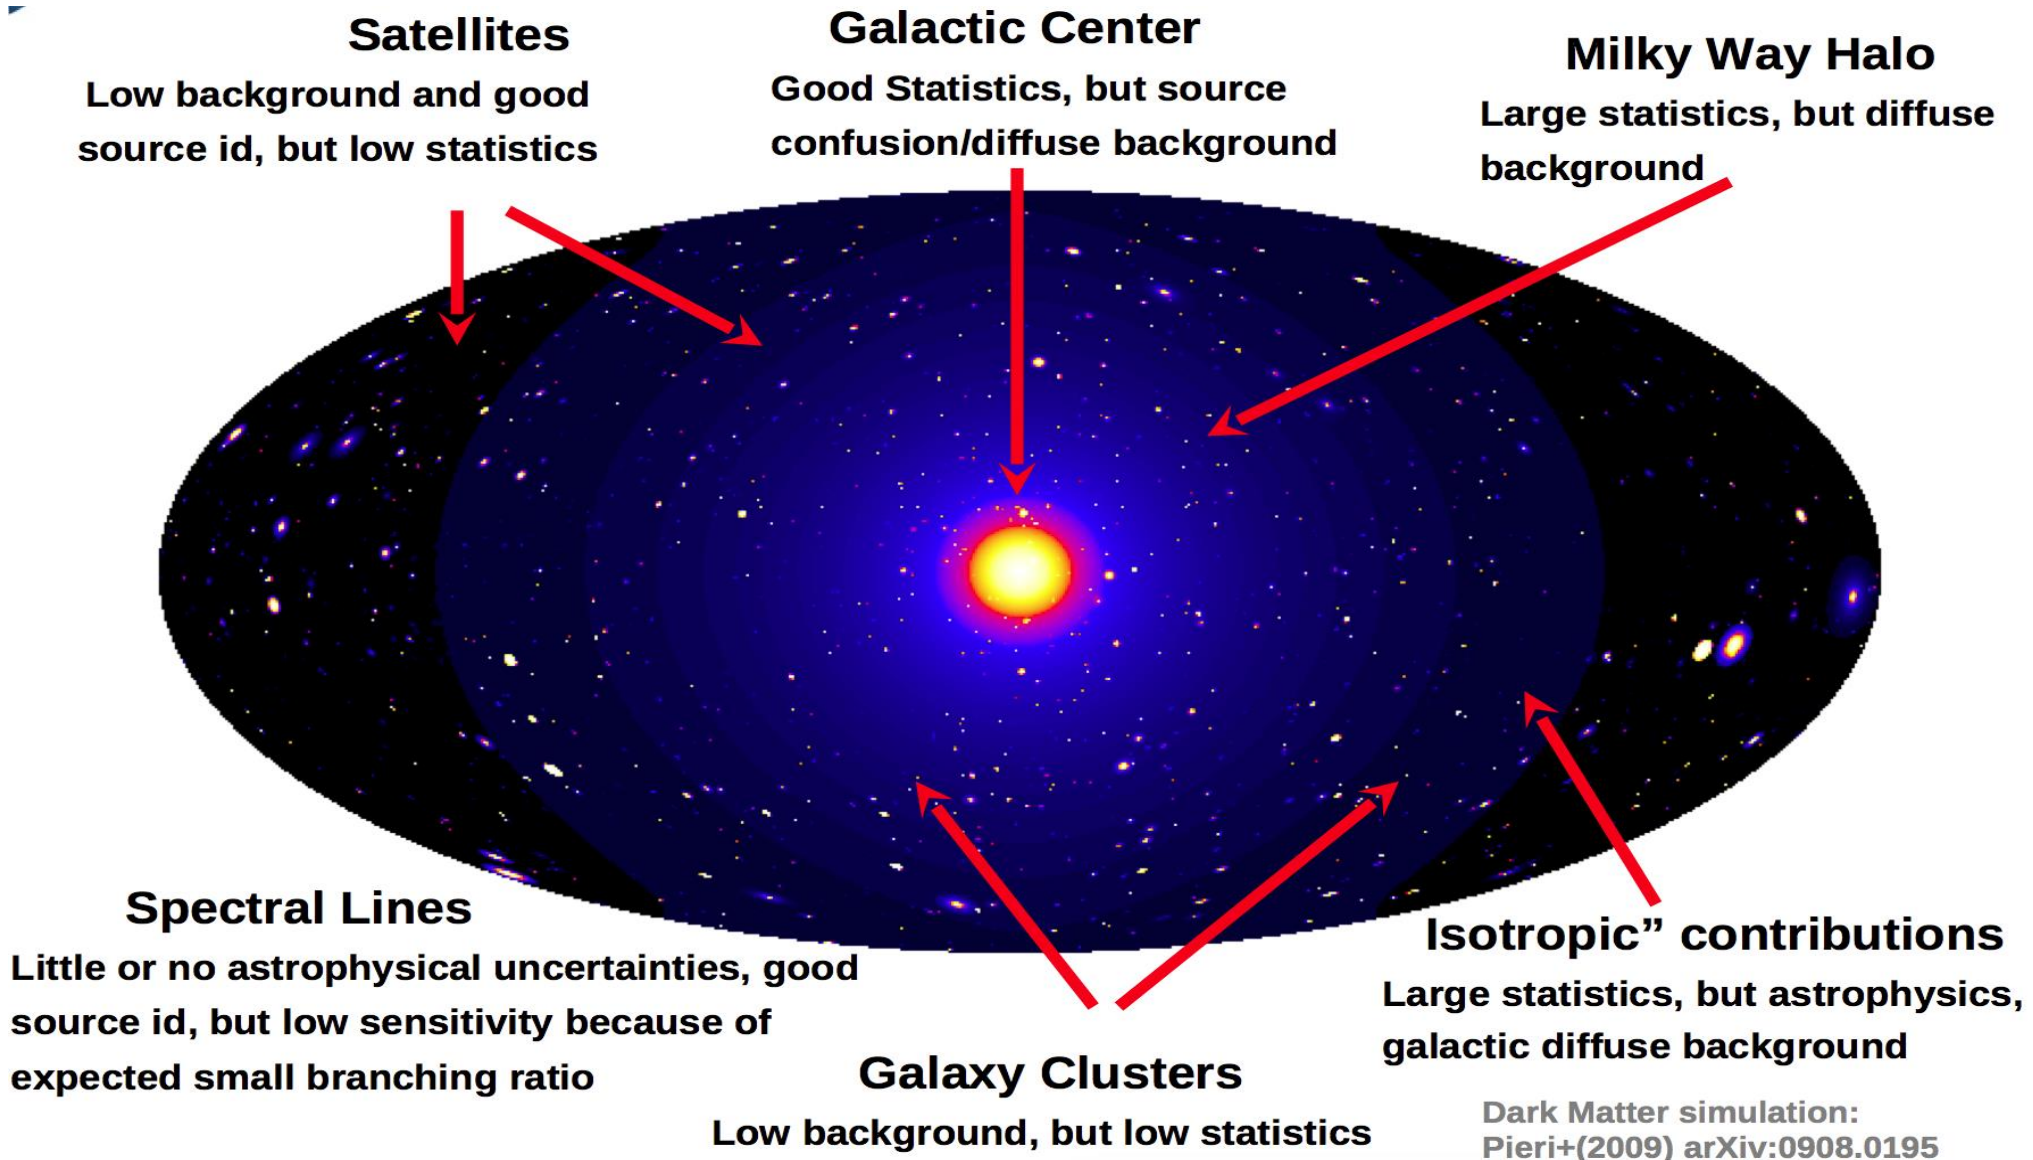 Satellites
Low background and good
source id, but low statistics
Galactic Center
Good Statistics, but source
confusion/diffuse background
Milky Way Halo
Large statistics, but diffuse
background
Spectral Lines
Little or no astrophysical uncertainties, good
source id, but low sensitivity because of
expected small branching ratio
Galaxy Clusters
Low background, but low statistics
Isotropic” contributions
Large statistics, but astrophysics,
galactic diffuse background
Dark Matter simulation:
Pieri+(2009) arXiv:0908.0195